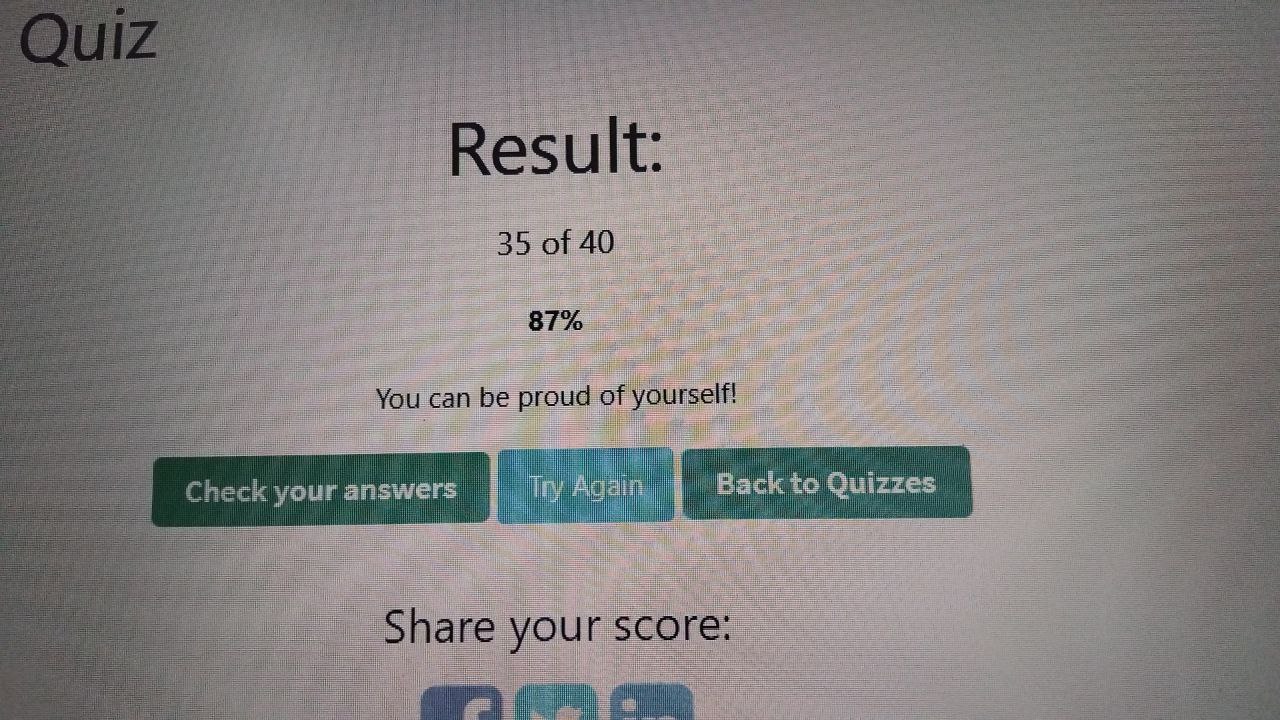 Quiz
Result:
35 of 40
87%
You can be proud of yourself!
Check your answers Try Again Back to Quizzes
Share your score: